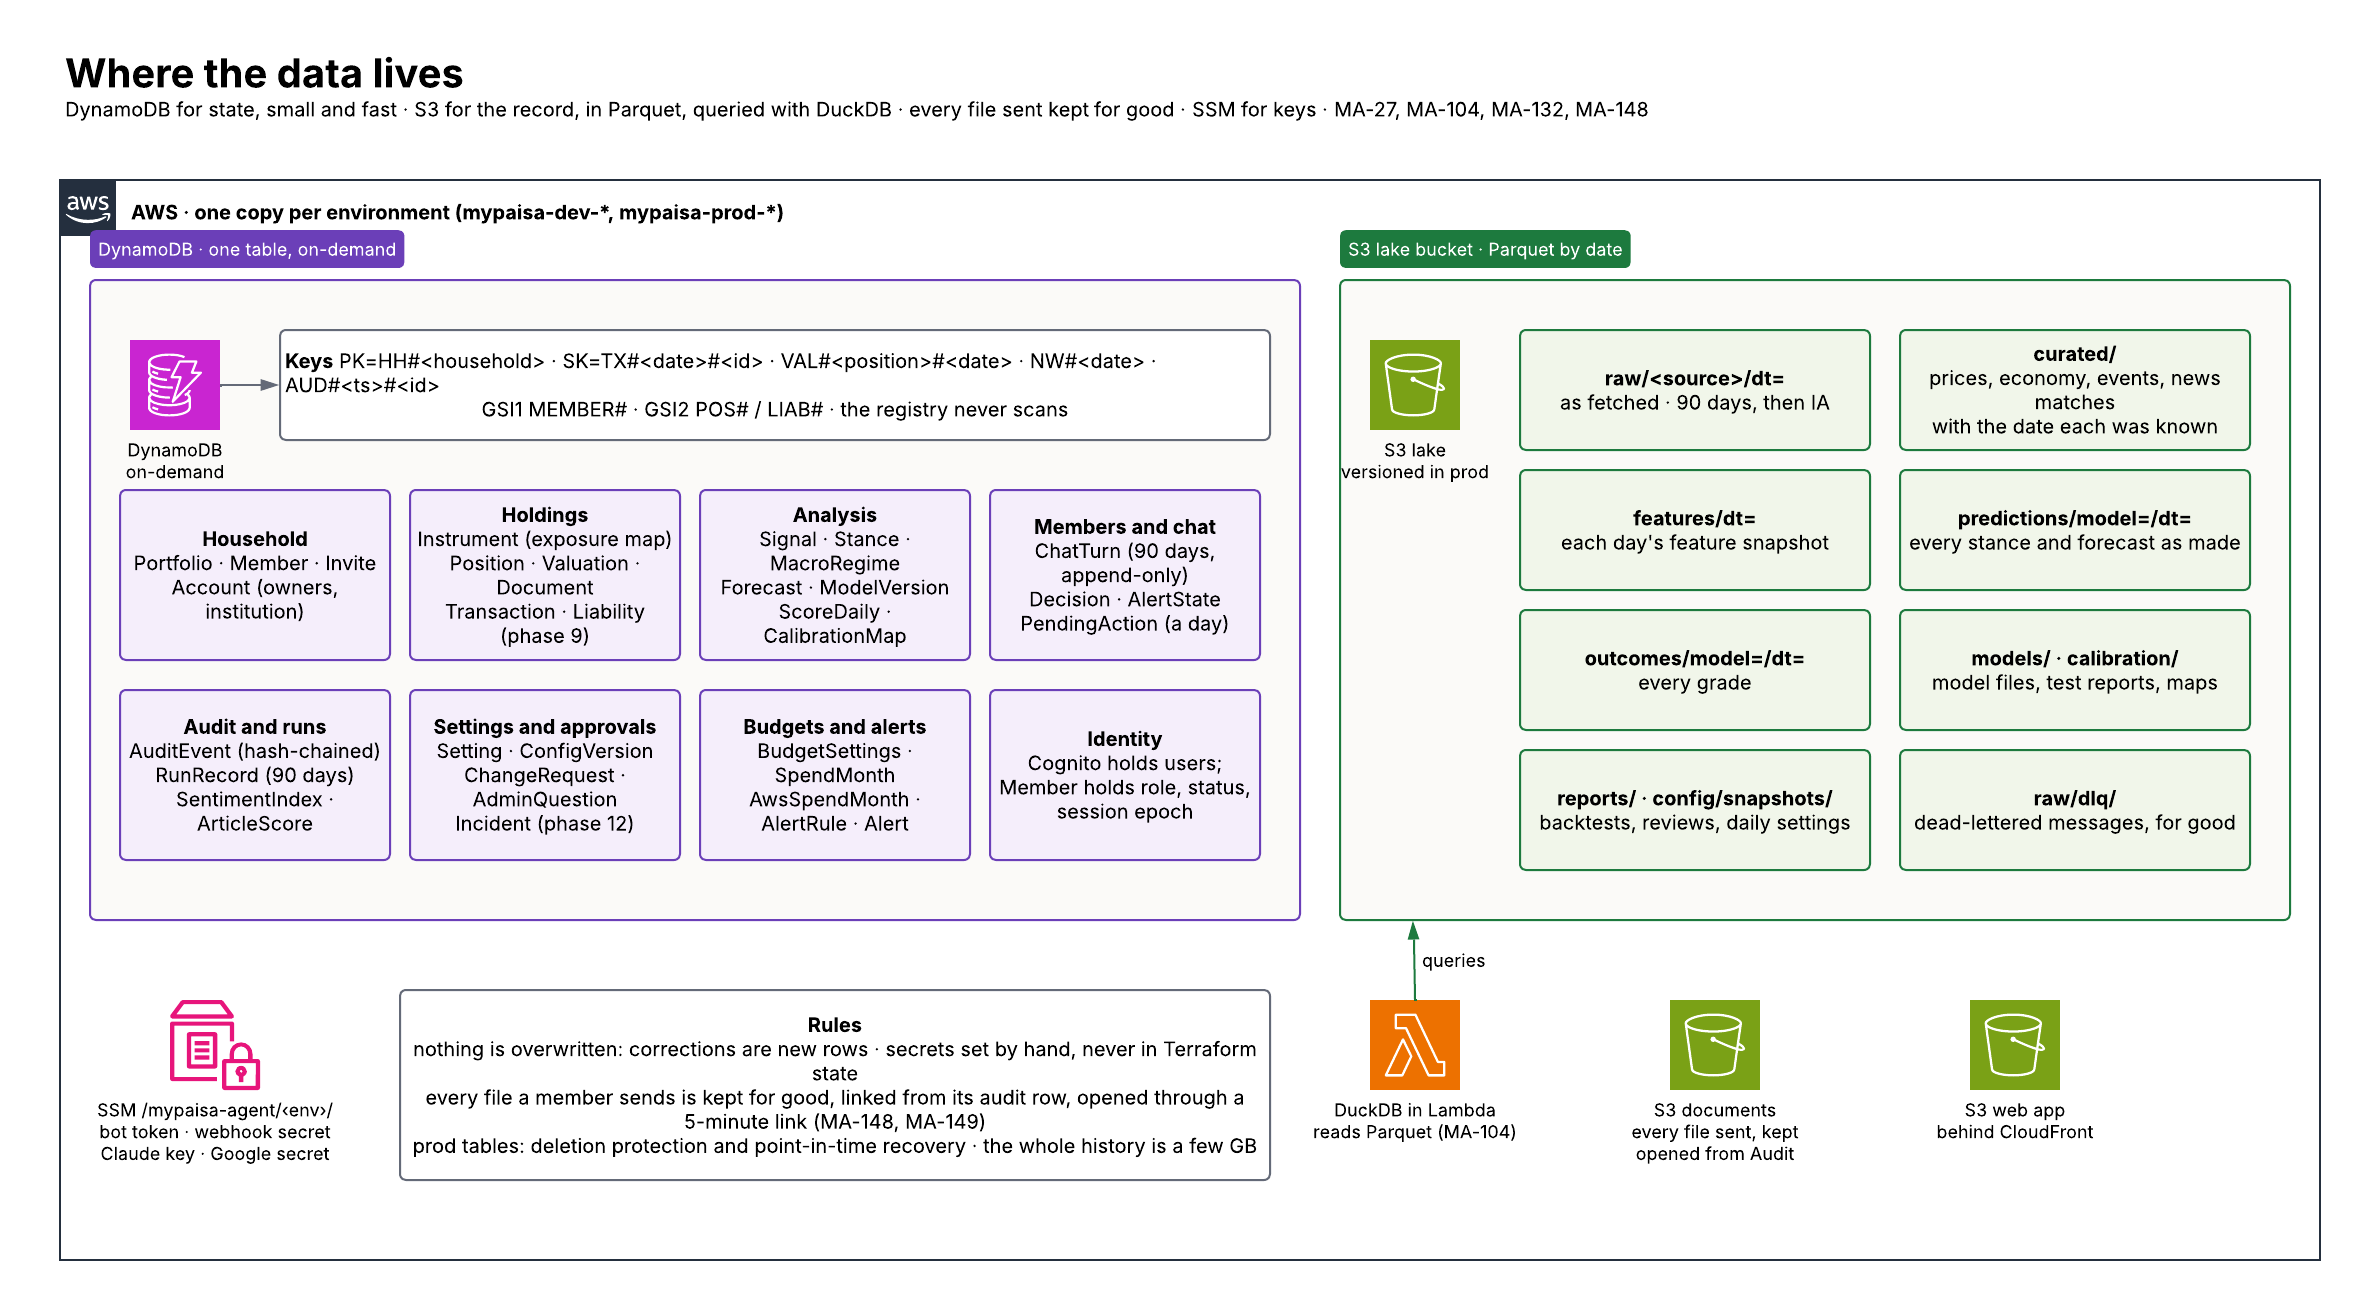 Where the data lives
DynamoDB for state, small and fast · S3 for the record, in Parquet, queried with DuckDB · every file sent kept for good · SSM for keys · MA-27, MA-104, MA-132, MA-148
aws
AWS · one copy per environment (mypaisa-dev-*, mypaisa-prod-*)
DynamoDB · one table, on-demand
DynamoDB
on-demand
Keys PK=HH#<household> · SK=TX#<date>#<id> · VAL#<position>#<date> · NW#<date> ·
AUD#<ts>#<id>
GSI1 MEMBER# · GSI2 POS# / LIAB# · the registry never scans
Household
Portfolio · Member · Invite
Account (owners,
institution)
Holdings
Instrument (exposure map)
Position · Valuation ·
Document
Transaction · Liability
(phase 9)
Analysis
Signal · Stance ·
MacroRegime
Forecast · ModelVersion
ScoreDaily ·
CalibrationMap
Members and chat
ChatTurn (90 days,
append-only)
Decision · AlertState
PendingAction (a day)
Audit and runs
AuditEvent (hash-chained)
RunRecord (90 days)
SentimentIndex ·
ArticleScore
Settings and approvals
Setting · ConfigVersion
ChangeRequest ·
AdminQuestion
Incident (phase 12)
Budgets and alerts
BudgetSettings ·
SpendMonth
AwsSpendMonth ·
AlertRule · Alert
Identity
Cognito holds users;
Member holds role, status,
session epoch
S3 lake bucket · Parquet by date
S3 lake
versioned in prod
raw/<source>/dt=
as fetched · 90 days, then IA
curated/
prices, economy, events, news
matches
with the date each was known
features/dt=
each day's feature snapshot
predictions/model=/dt=
every stance and forecast as made
outcomes/model=/dt=
every grade
models/ · calibration/
model files, test reports, maps
reports/ · config/snapshots/
backtests, reviews, daily settings
raw/dlq/
dead-lettered messages, for good
queries
SSM /mypaisa-agent/‹env›/
bot token · webhook secret
Claude key · Google secret
Rules
nothing is overwritten: corrections are new rows · secrets set by hand, never in Terraform
state
every file a member sends is kept for good, linked from its audit row, opened through a
5-minute link (MA-148, MA-149)
prod tables: deletion protection and point-in-time recovery · the whole history is a few GB
DuckDB in Lambda
reads Parquet (MA-104)
S3 documents
every file sent, kept
opened from Audit
S3 web app
behind CloudFront